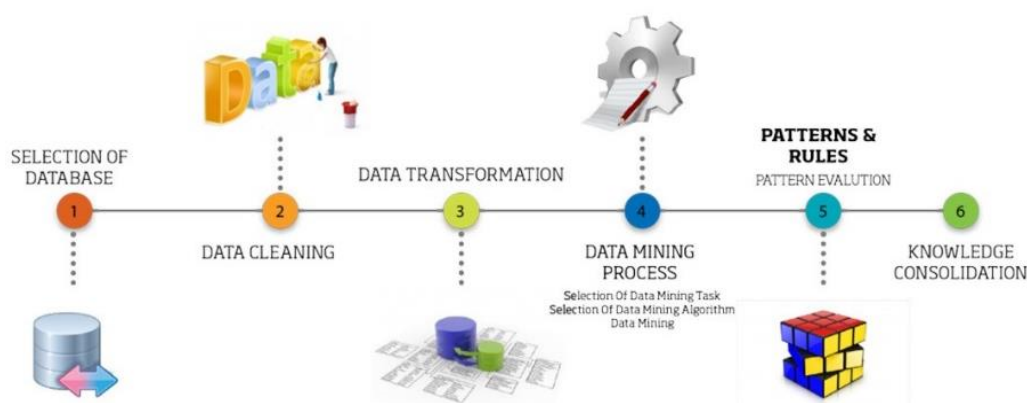 SELECTION OF
DATABASE
1
Data
2
DATA CLEANING
DATA TRANSFORMATION
3
4
DATA MINING
PROCESS
Selection Of Data Mining Task
Selection Of Data Mining Algorithm
Data Mining
PATTERNS &
RULES
PATTERN EVALUTION
5
6
KNOWLEDGE
CONSOLIDATION